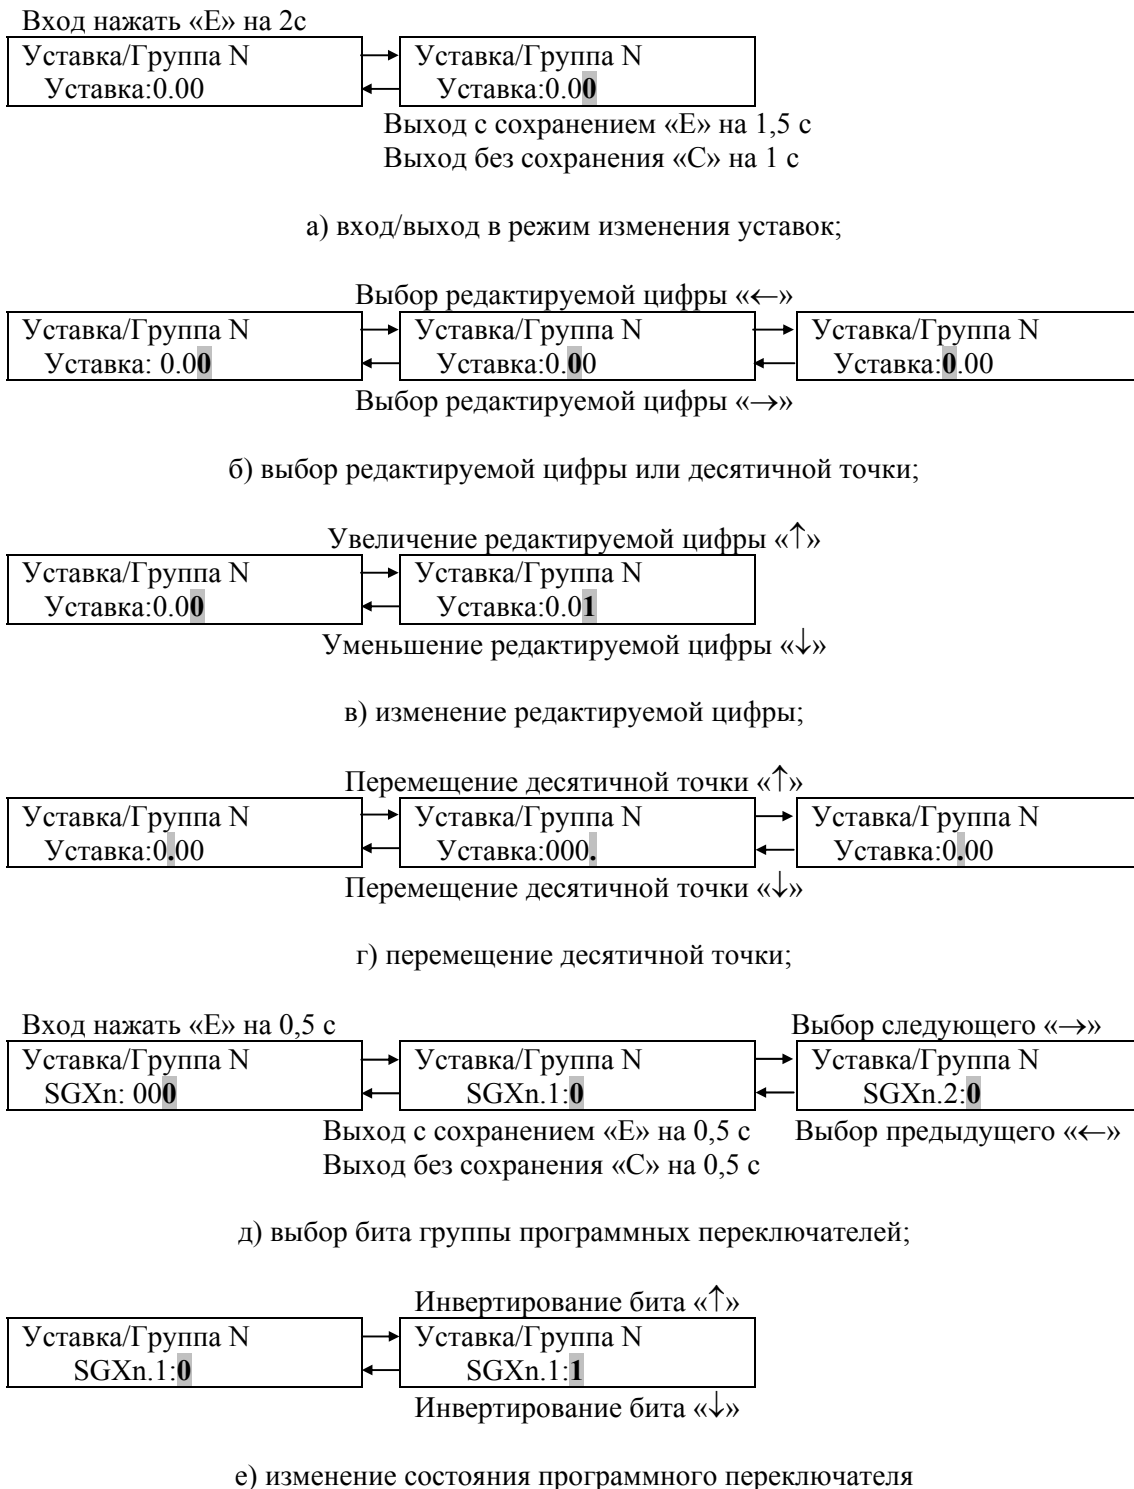 Вход нажать «E» на 2с
Уставка/Группа N Уставка/Группа N
Уставка:0.00 Уставка:0.00
Выход с сохранением «E» на 1,5 с
Выход без сохранения «C» на 1 с
а) вход/выход в режим изменения уставок;
Выбор редактируемой цифры «←»
Уставка/Группа N Уставка/Группа N Уставка/Группа N
Уставка: 0.00 Уставка:0.00 Уставка:0.00
Выбор редактируемой цифры «→»
б) выбор редактируемой цифры или десятичной точки;
Увеличение редактируемой цифры «↑»
Уставка/Группа N Уставка/Группа N
Уставка:0.00 Уставка:0.01
Уменьшение редактируемой цифры «↓»
в) изменение редактируемой цифры;
Перемещение десятичной точки «↑»
Уставка/Группа N Уставка/Группа N Уставка/Группа N
Уставка:0.00 Уставка:000. Уставка:0.00
Перемещение десятичной точки «↓»
г) перемещение десятичной точки;
Вход нажать «E» на 0,5 с Выбор следующего «→»
Уставка/Группа N Уставка/Группа N Уставка/Группа N
SGXn: 000 SGXn.1:0 SGXn.2:0
Выход с сохранением «E» на 0,5 с Выбор предыдущего «←»
Выход без сохранения «C» на 0,5 с
д) выбор бита группы программных переключателей;
Инвертирование бита «↑»
Уставка/Группа N Уставка/Группа N
SGXn.1:0 SGXn.1:1
Инвертирование бита «↓»
е) изменение состояния программного переключателя